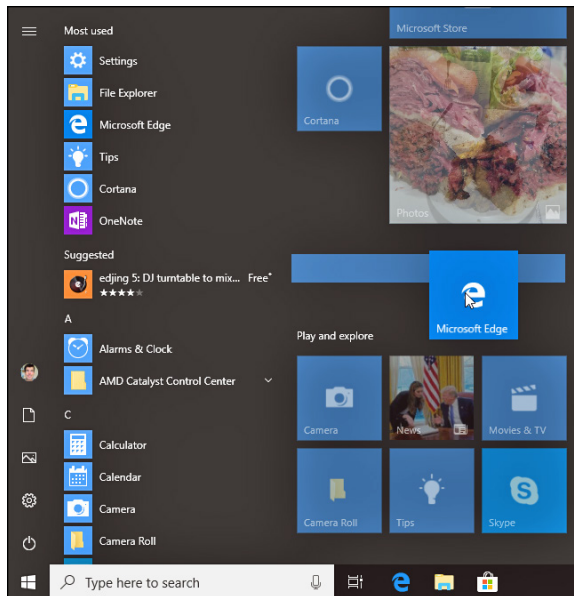 Most used
Settings
File Explorer
Microsoft Edge
Tips
Cortana
OneNote
Suggested
edjing 5: DJ turntable to mix... Free*
A
Alarms & Clock
AMD Catalyst Control Center
C
Calculator
Calendar
Camera
Camera Roll
Microsoft Store
Cortana
Photos
Microsoft Edge
Play and explore
Camera
News
Movies & TV
Camera Roll
Tips
Skype
Type here to search